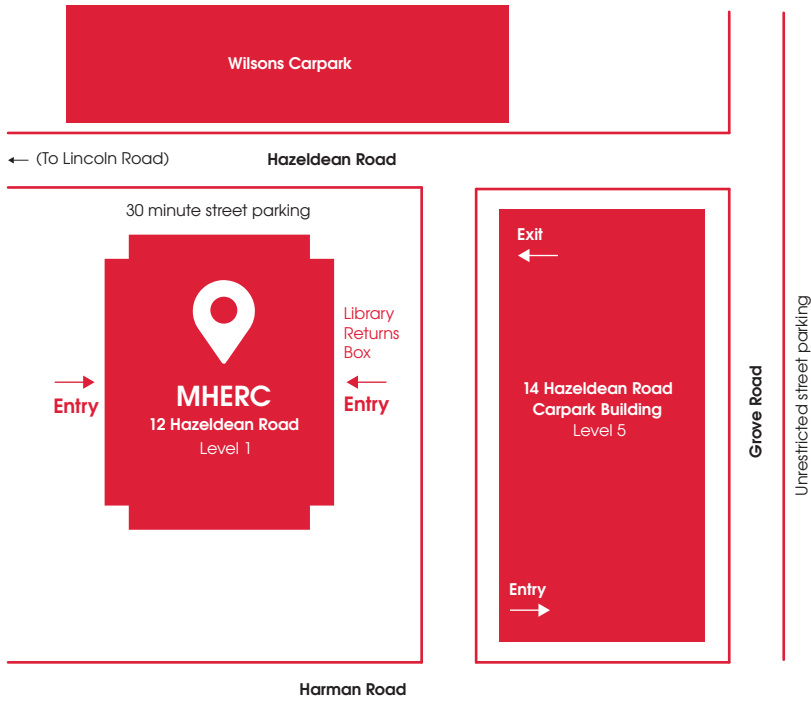 Wilsons Carpark
← (To Lincoln Road)
Hazeldean Road
30 minute street parking
Exit
Library
Returns
Box
MHERC
12 Hazeldean Road
Level 1
Entry
Entry
14 Hazeldean Road
Carpark Building
Level 5
Grove Road
Unrestricted street parking
Entry
Harman Road